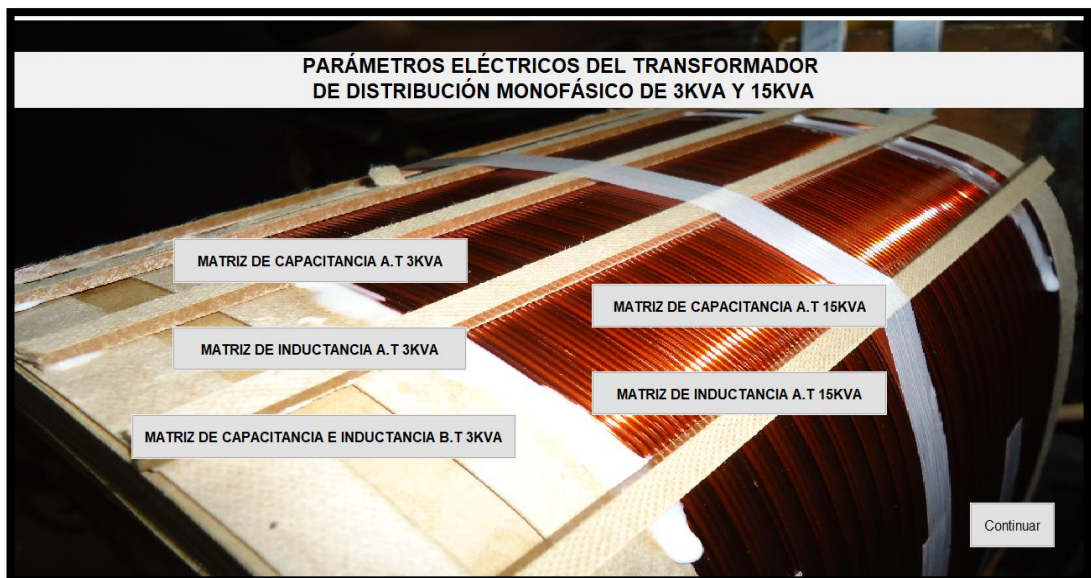 PARÁMETROS ELÉCTRICOS DEL TRANSFORMADOR
DE DISTRIBUCIÓN MONOFÁSICO DE 3KVA Y 15KVA
MATRIZ DE CAPACITANCIA A.T 3KVA
MATRIZ DE CAPACITANCIA A.T 15KVA
MATRIZ DE INDUCTANCIA A.T 3KVA
MATRIZ DE INDUCTANCIA A.T 15KVA
MATRIZ DE CAPACITANCIA E INDUCTANCIA B.T 3KVA
Continuar